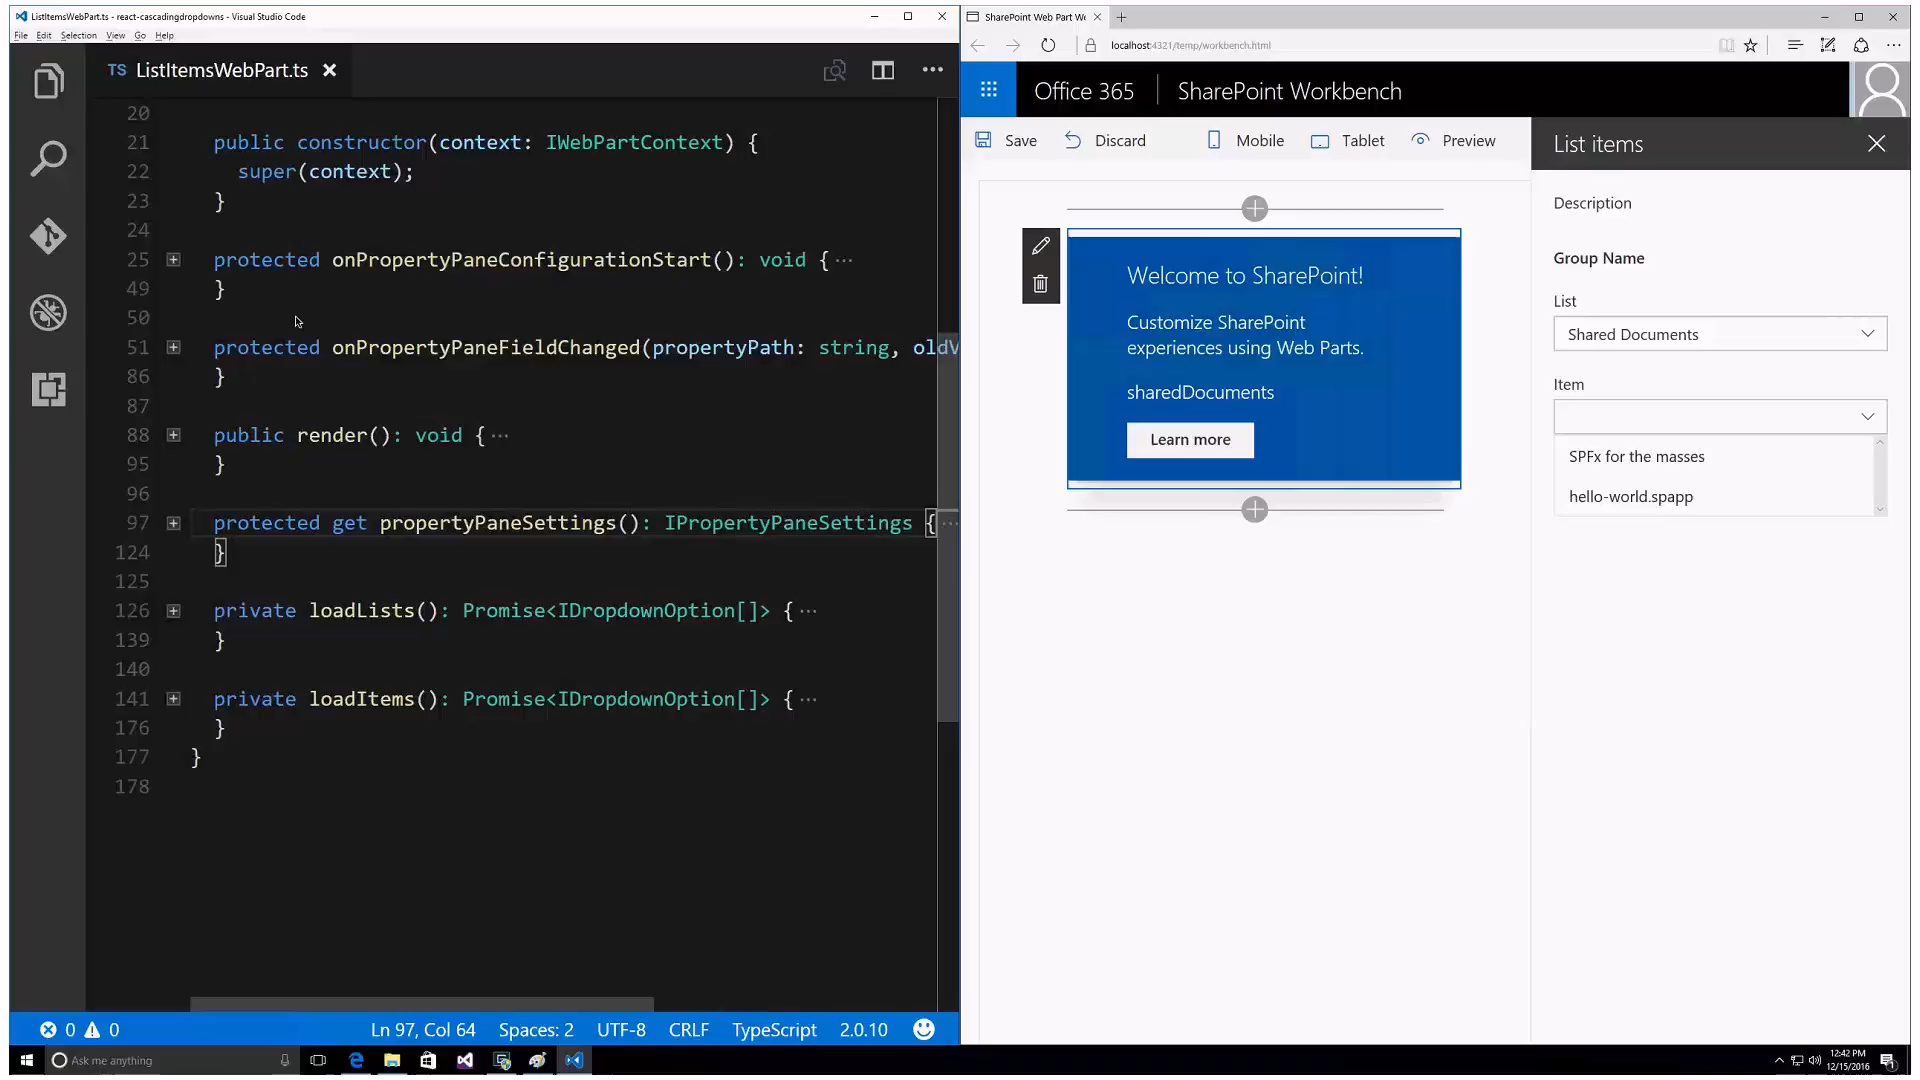 ListItemsWebPart.ts - react-cascadingdropdowns - Visual Studio Code
File Edit Selection View Go Help
TS ListItemsWebPart.ts
20
21 public constructor(context: IWebPartContext) {
22 super(context);
23 }
24
25 protected onPropertyPaneConfigurationStart(): void { ...
49 }
50
51 protected onPropertyPaneFieldChanged(propertyPath: string, oldV
86 }
87
88 public render(): void { ...
95 }
96
97 protected get propertyPaneSettings(): IPropertyPaneSettings { ...
124 }
125
126 private loadLists(): Promise<IDropdownOption[]> { ...
139 }
140
141 private loadItems(): Promise<IDropdownOption[]> { ...
176 }
177 }
178
0 0 Ln 97, Col 64 Spaces: 2 UTF-8 CRLF TypeScript 2.0.10
Ask me anything
SharePoint Web Part Wo
localhost:4321/temp/workbench.html
Office 365 SharePoint Workbench
Save Discard Mobile Tablet Preview
Welcome to SharePoint!
Customize SharePoint
experiences using Web Parts.
sharedDocuments
Learn more
List items
Description
Group Name
List
Shared Documents
Item
SPFx for the masses
hello-world.spapp
12:42 PM
12/15/2016